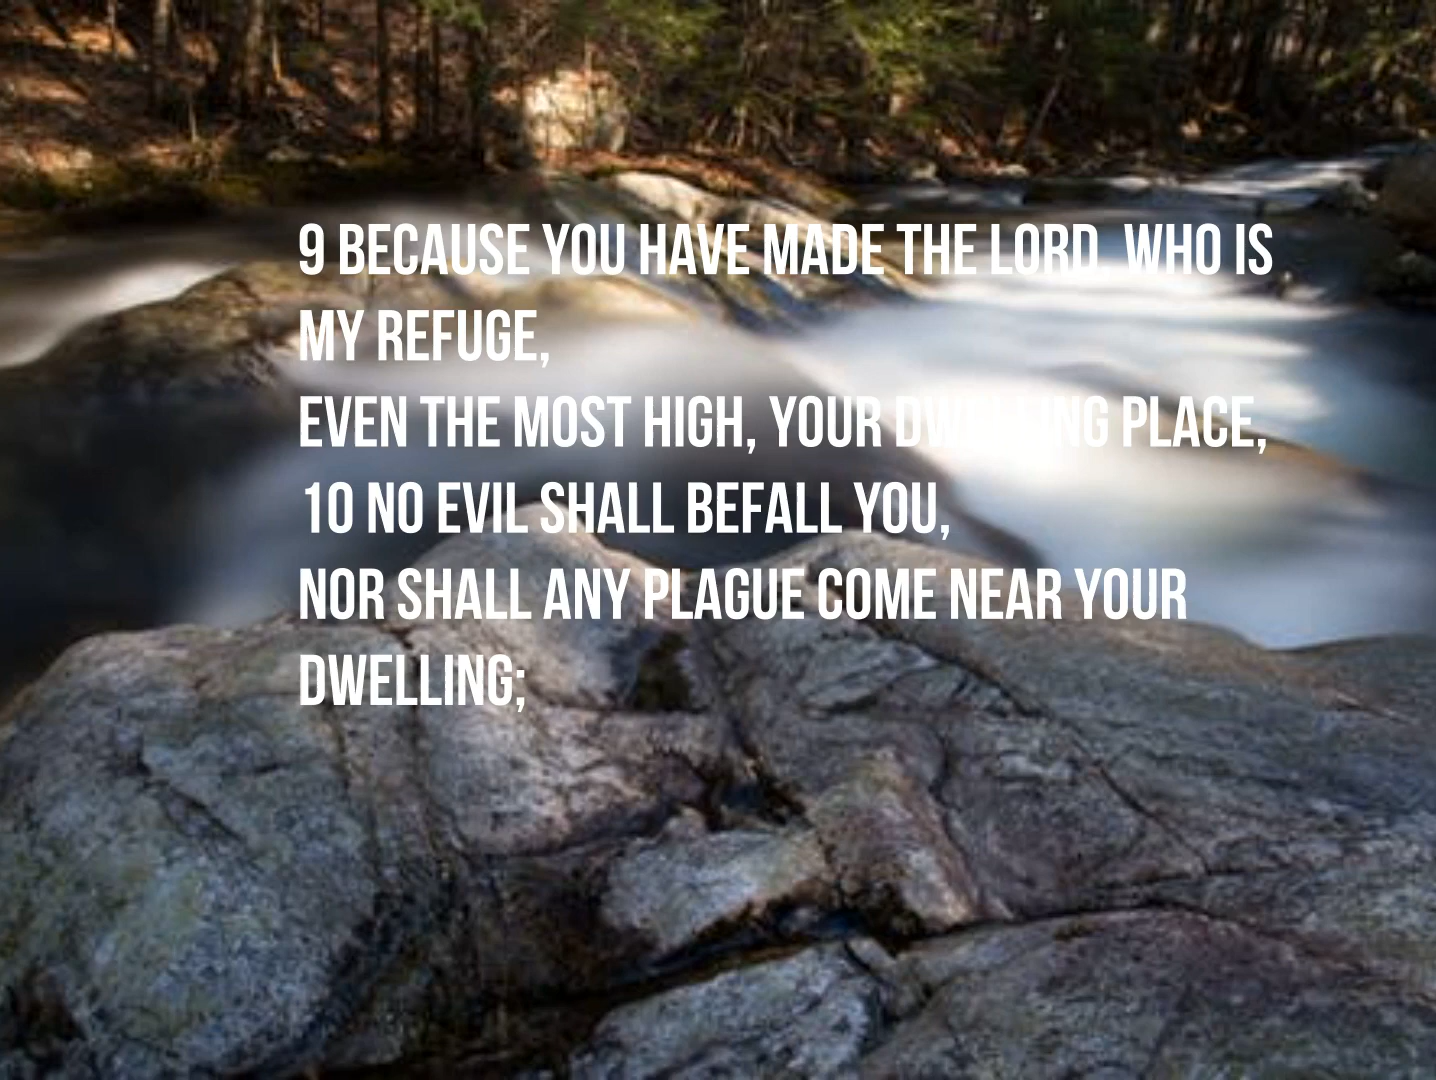 9 BECAUSE YOU HAVE MADE THE LORD, WHO IS
MY REFUGE,
EVEN THE MOST HIGH, YOUR DWELLING PLACE,
10 NO EVIL SHALL BEFALL YOU,
NOR SHALL ANY PLAGUE COME NEAR YOUR
DWELLING;